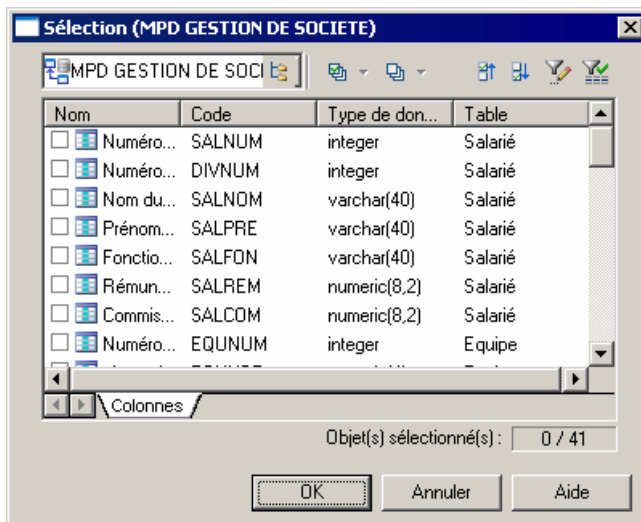 Sélection (MPD GESTION DE SOCIETE)
MPD GESTION DE SOCI
Nom Code Type de don... Table
Numéro... SALNUM integer Salarié
Numéro... DIVNUM integer Salarié
Nom du... SALNOM varchar(40) Salarié
Prénom... SALPRE varchar(40) Salarié
Fonctio... SALFON varchar(40) Salarié
Rémun... SALREM numeric(8,2) Salarié
Commis... SALCOM numeric(8,2) Salarié
Numéro... EQUNUM integer Equipe
Colonnes
Objet(s) sélectionné(s) : 0 / 41
OK Annuler Aide